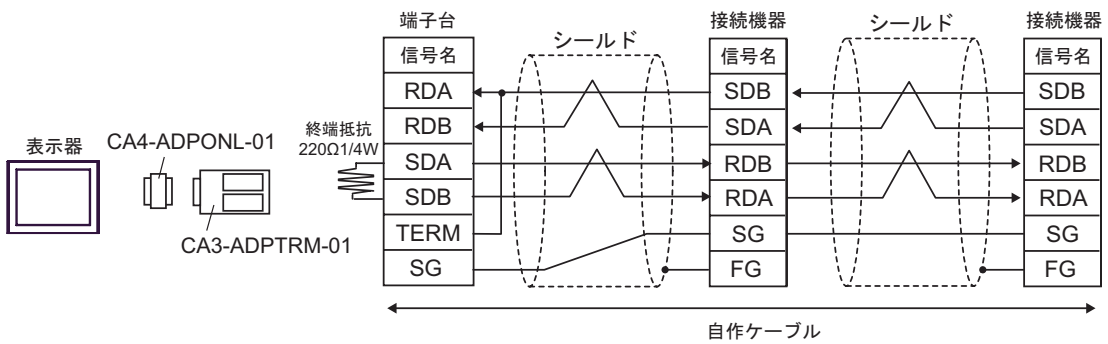 端子台
シールド
接続機器
シールド
接続機器
信号名
信号名
信号名
RDA
SDB
SDB
RDB
SDA
SDA
終端抵抗
220Ω1/4W
SDA
RDB
RDB
SDB
RDA
RDA
TERM
SG
SG
SG
FG
FG
表示器
CA4-ADPONL-01
CA3-ADPTRM-01
自作ケーブル